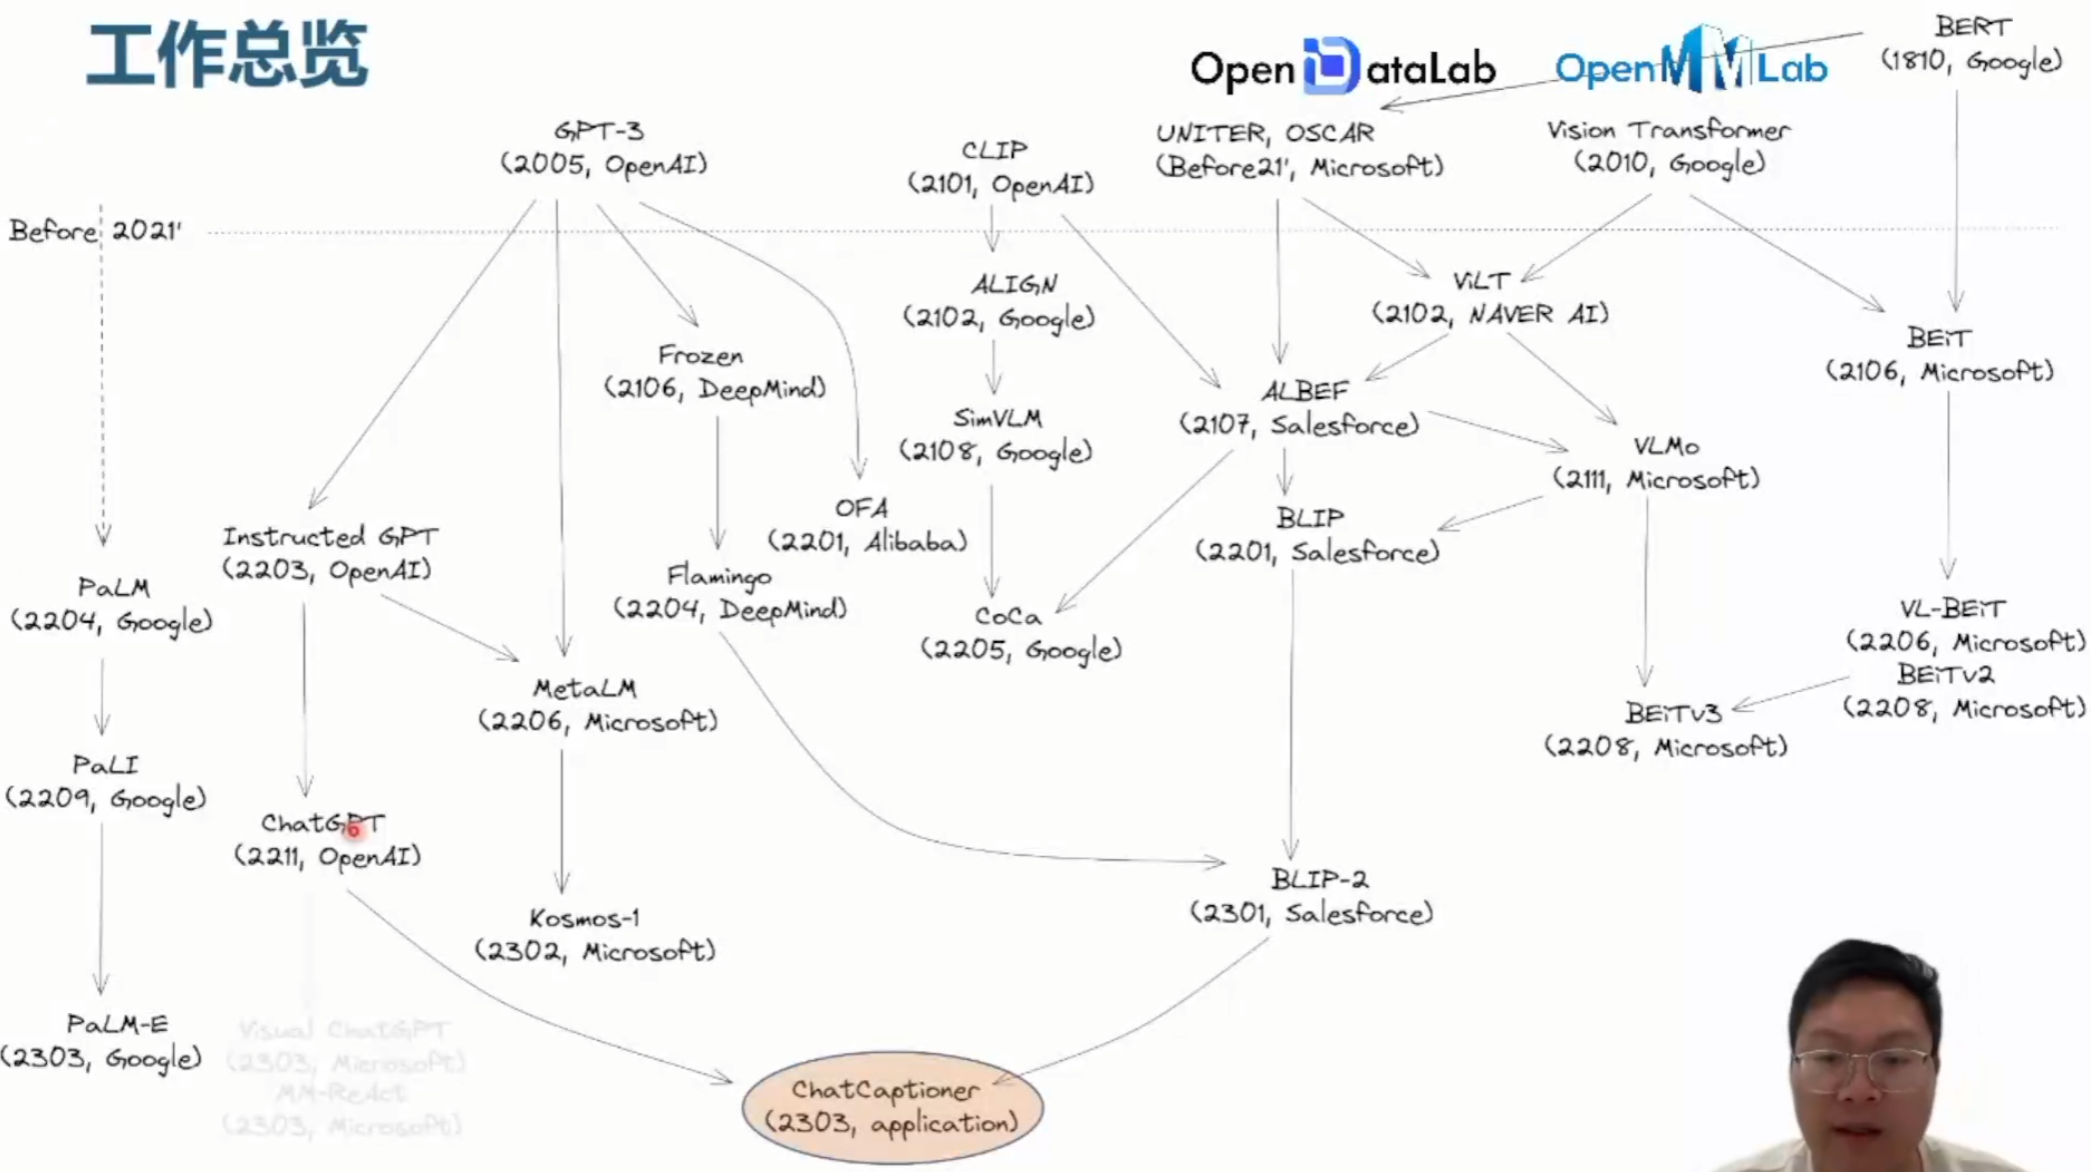 工作总览
OpenDataLab
OpenMMLab
BERT
(1810, Google)
GPT-3
(2005, OpenAI)
CLIP
(2101, OpenAI)
UNITER, OSCAR
(Before21', Microsoft)
Vision Transformer
(2010, Google)
Before 2021'
ALIGN
(2102, Google)
ViLT
(2102, NAVER AI)
BEiT
(2106, Microsoft)
Frozen
(2106, DeepMind)
ALBEF
(2107, Salesforce)
SimVLM
(2108, Google)
VLMo
(2111, Microsoft)
OFA
(2201, Alibaba)
BLIP
(2201, Salesforce)
Instructed GPT
(2203, OpenAI)
PaLM
(2204, Google)
Flamingo
(2204, DeepMind)
CoCa
(2205, Google)
VL-BEiT
(2206, Microsoft)
BEiTv2
(2208, Microsoft)
MetaLM
(2206, Microsoft)
BEiTv3
(2208, Microsoft)
PaLI
(2209, Google)
ChatGPT
(2211, OpenAI)
BLIP-2
(2301, Salesforce)
Kosmos-1
(2302, Microsoft)
PaLM-E
(2303, Google)
Visual ChatGPT
(2303, Microsoft)
MM-ReAct
(2303, Microsoft)
ChatCaptioner
(2303, application)